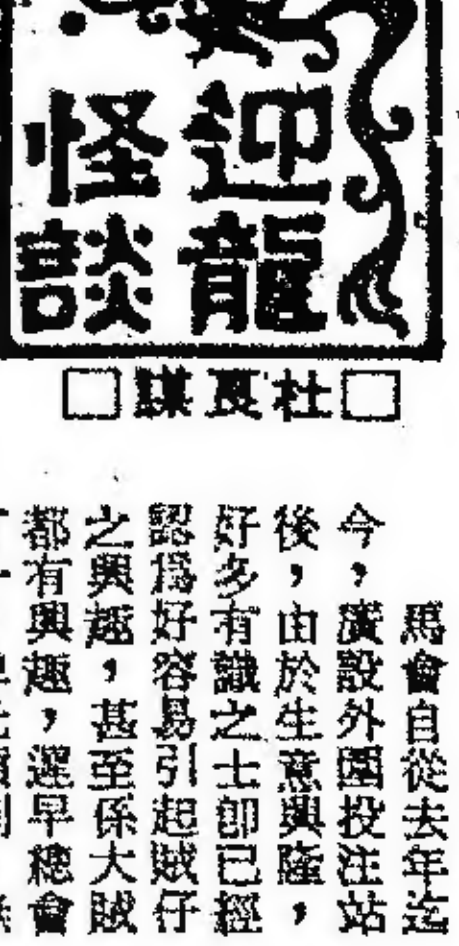 迎龍
怪談
□杜良謀□
馬會自從去年迄
今，廣設外圍投注站
後，由於生意興隆，
好多有識之士卽已經
認爲好容易引起賊仔
之興趣，甚至係大賊
都有興趣，遲早總會